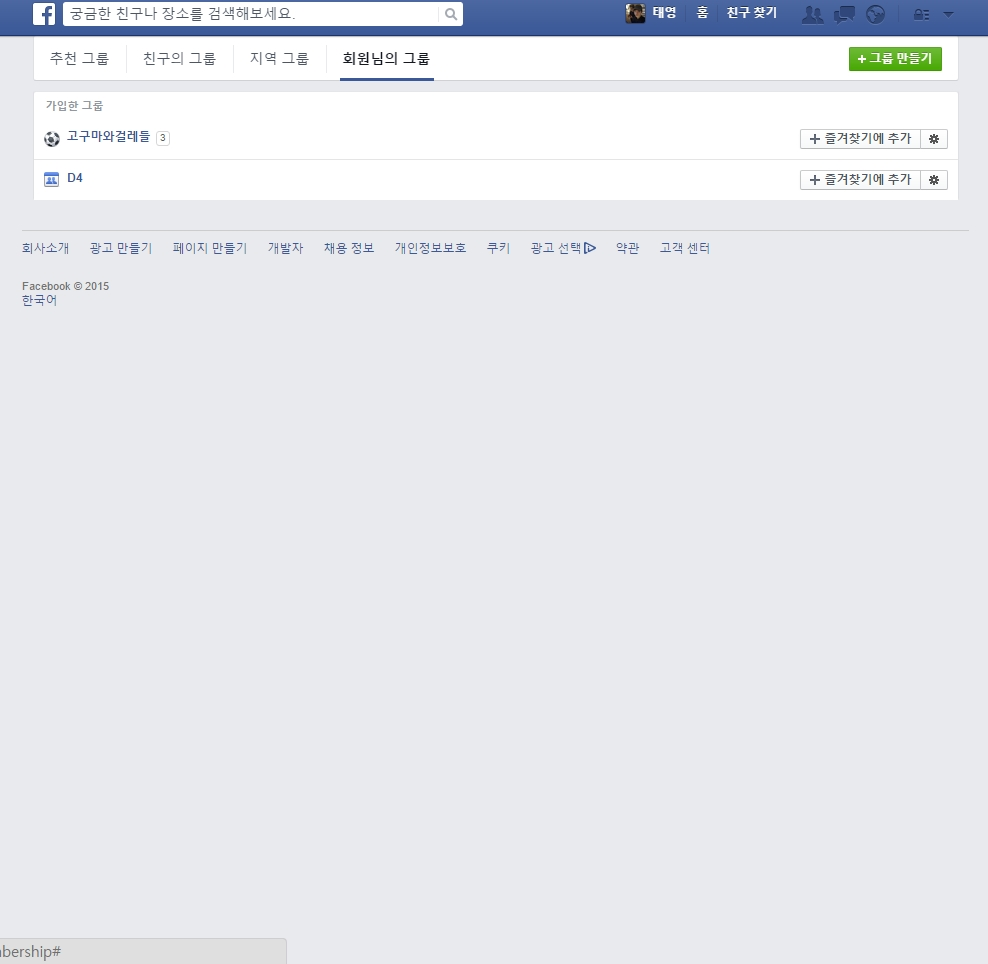 궁금한 친구나 장소를 검색해보세요. 태영 홈 친구 찾기
추천 그룹 친구의 그룹 지역 그룹 회원님의 그룹 + 그룹 만들기
가입한 그룹
고구마와걸레들 3 + 즐겨찾기에 추가
D4 + 즐겨찾기에 추가
회사소개 광고 만들기 페이지 만들기 개발자 채용 정보 개인정보보호 쿠키 광고 선택 약관 고객 센터
Facebook © 2015
한국어
bership#